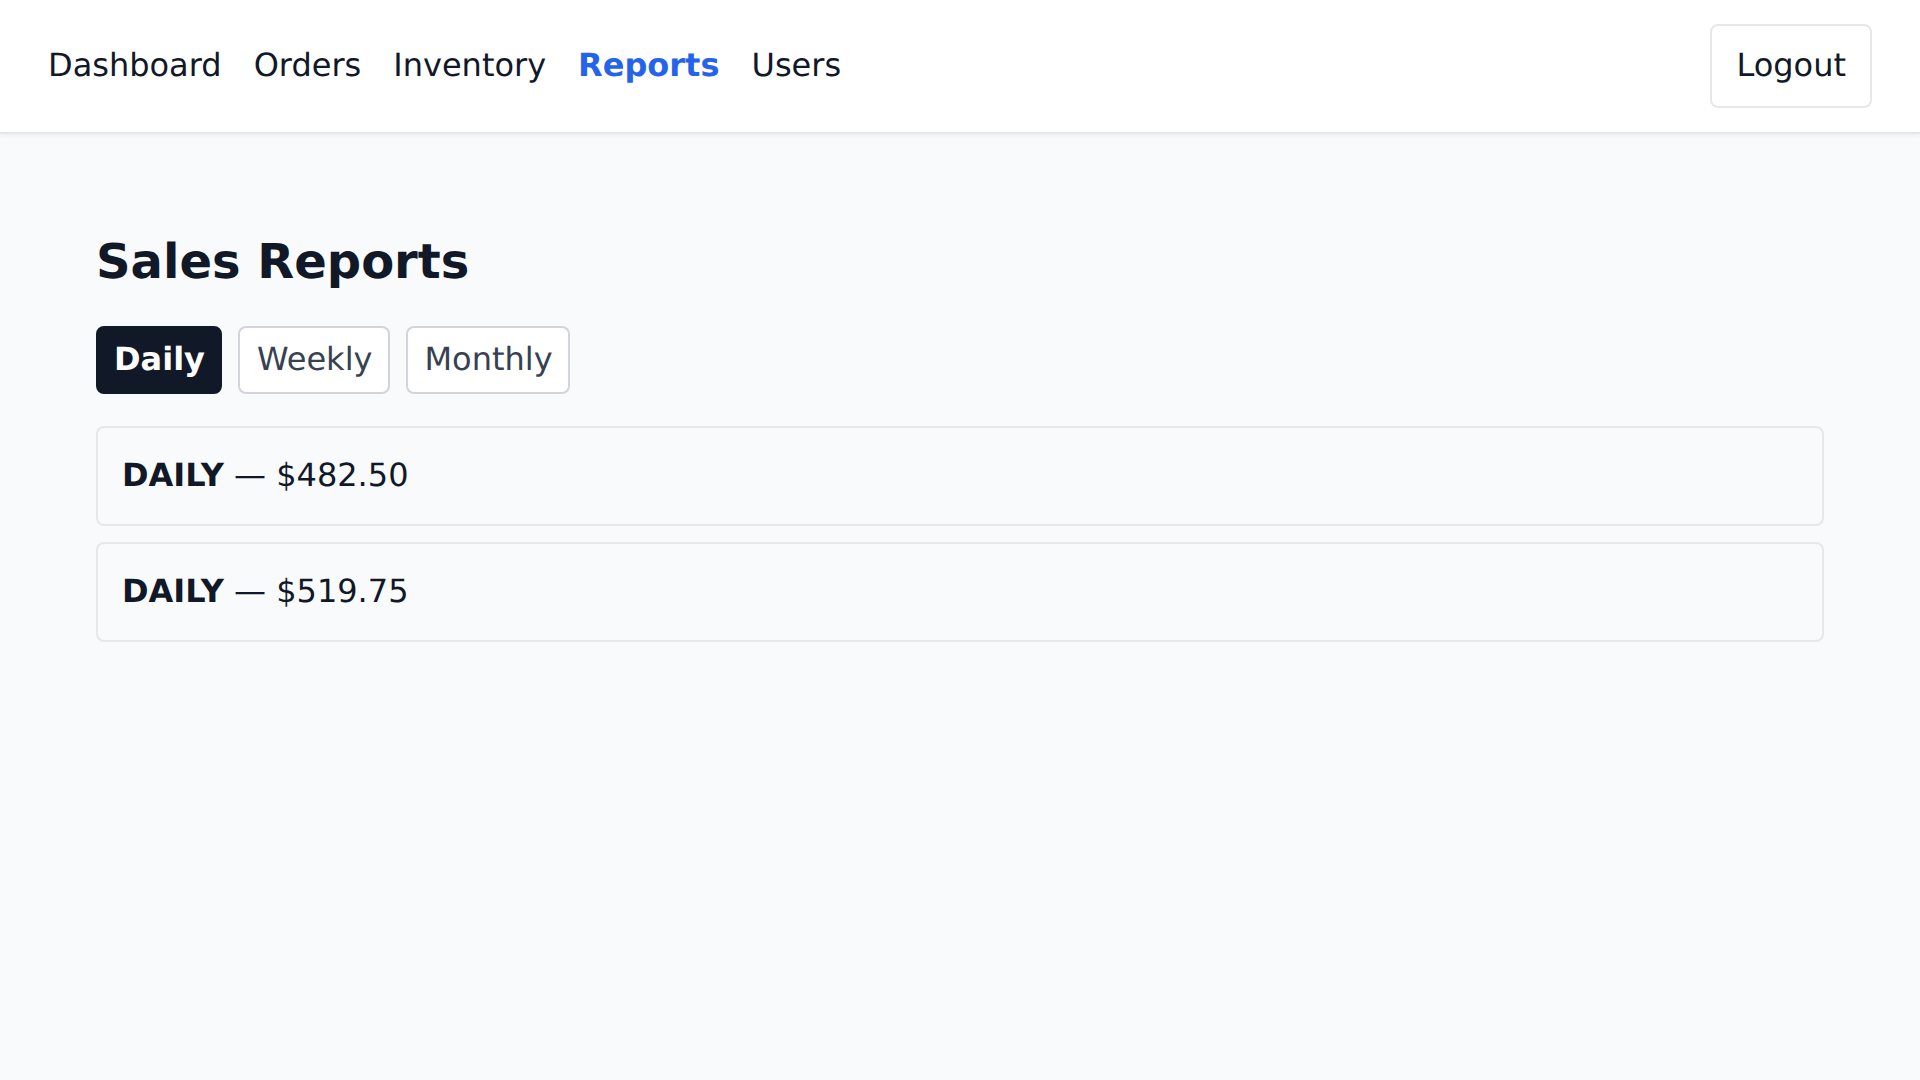 Dashboard Orders Inventory Reports Users Logout
Sales Reports
Daily Weekly Monthly
DAILY — $482.50
DAILY — $519.75